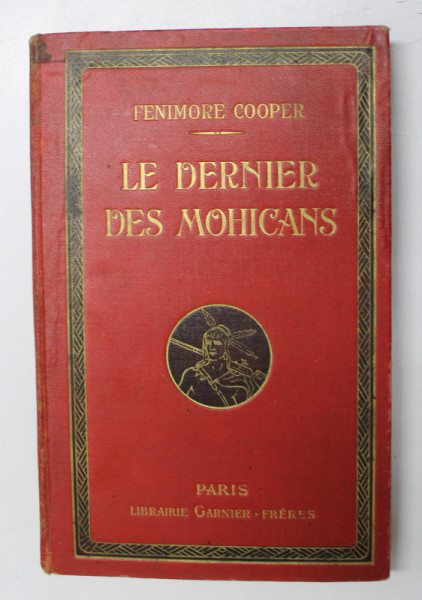 FENIMORE COOPER
LE DERNIER
DES MOHICANS
PARIS
LIBRAIRIE GARNIER · FRÈRES